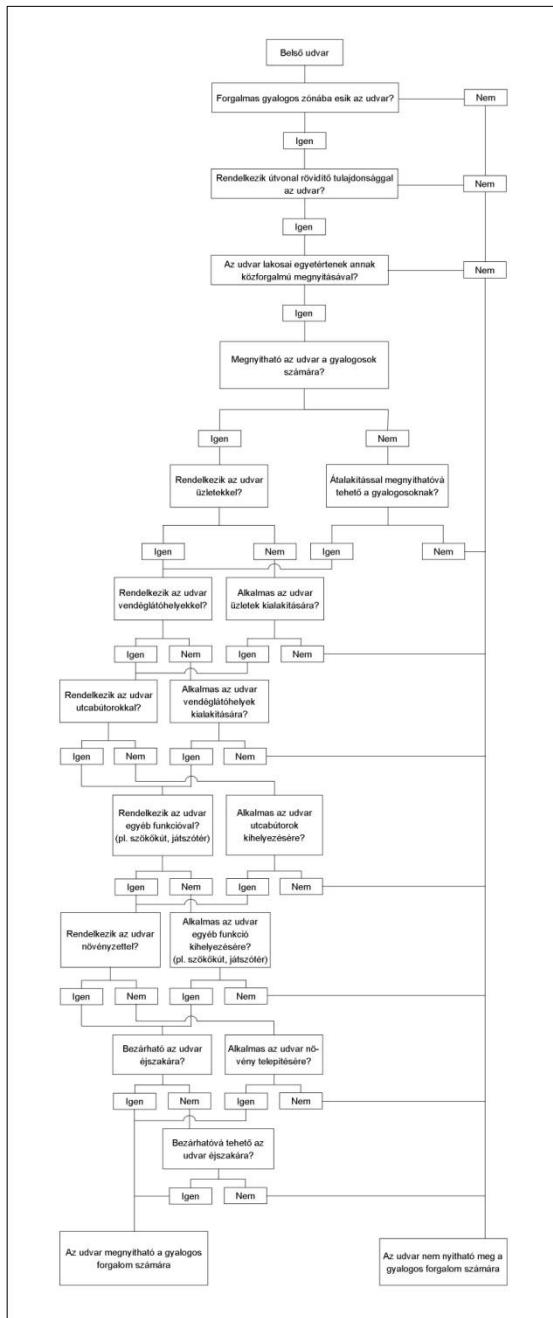 Belső udvar
Forgalmas gyalogos zónába esik az udvar?
Nem
Igen
Rendelkezik útvonal rövidítő tulajdonsággal
az udvar?
Nem
Igen
Az udvar lakosai egyetértenek annak
közforgalmú megnyitásával?
Nem
Igen
Megnyitható az udvar a gyalogosok
számára?
Igen
Nem
Rendelkezik az udvar
üzletekkel?
Átalakítással megnyithatóvá
tehető a gyalogosoknak?
Igen
Nem
Igen
Nem
Rendelkezik az udvar
vendéglátóhelyekkel?
Alkalmas az udvar
üzletek kialakítására?
Igen
Nem
Igen
Nem
Rendelkezik az udvar
utcabútorokkal?
Alkalmas az udvar
vendéglátóhelyek
kialakítására?
Igen
Nem
Igen
Nem
Rendelkezik az udvar
egyéb funkcióval?
(pl. szökőkút, játszótér)
Alkalmas az udvar
utcabútorok
kihelyezésére?
Igen
Nem
Igen
Nem
Rendelkezik az udvar
növényzettel?
Alkalmas az udvar
egyéb funkció
kihelyezésére?
(pl. szökőkút, játszótér)
Igen
Nem
Igen
Nem
Bezárható az udvar
éjszakára?
Alkalmas az udvar nö-
vény telepítésére?
Igen
Nem
Igen
Nem
Bezárhatóvá tehető az
udvar éjszakára?
Igen
Nem
Az udvar megnyitható a gyalogos
forgalom számára
Az udvar nem nyitható meg a
gyalogos forgalom számára